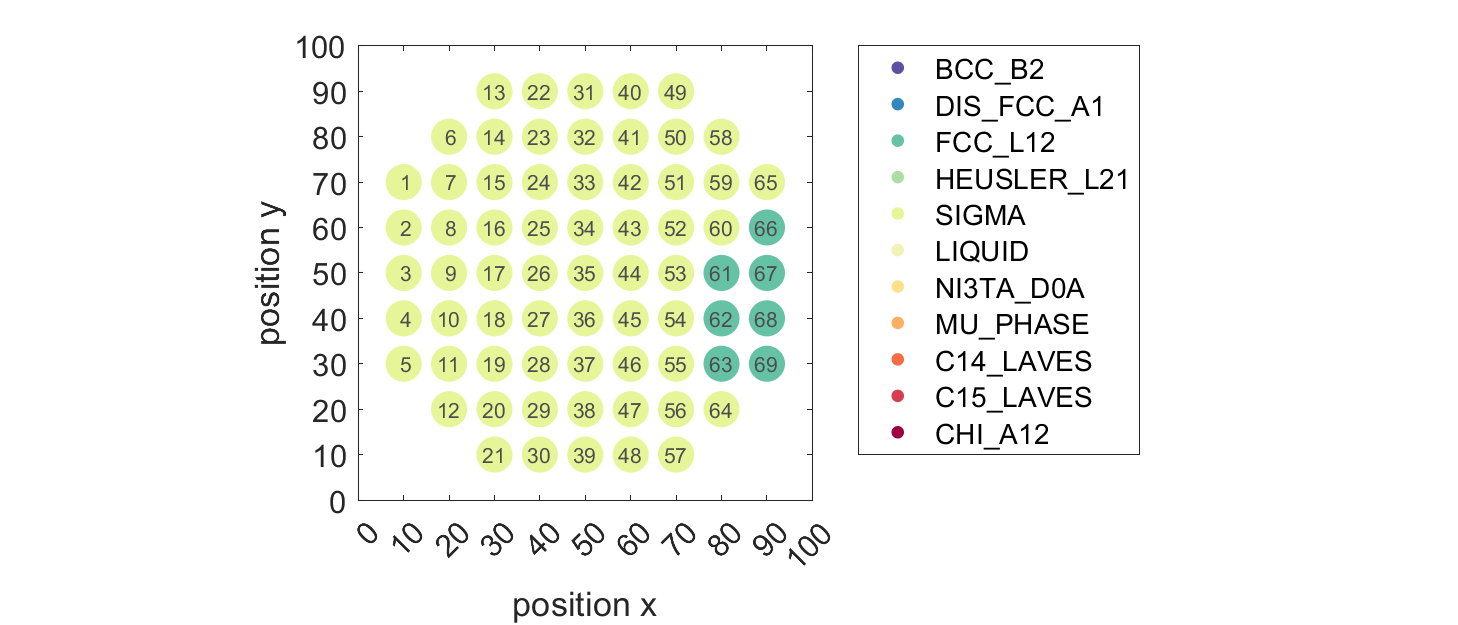 100
90 13 22 31 40 49
80 6 14 23 32 41 50 58
70 1 7 15 24 33 42 51 59 65
60 2 8 16 25 34 43 52 60 66
50 3 9 17 26 35 44 53 61 67
40 4 10 18 27 36 45 54 62 68
30 5 11 19 28 37 46 55 63 69
20 12 20 29 38 47 56 64
10 21 30 39 48 57
0
0 10 20 30 40 50 60 70 80 90 100
position x
position y
BCC_B2
DIS_FCC_A1
FCC_L12
HEUSLER_L21
SIGMA
LIQUID
NI3TA_D0A
MU_PHASE
C14_LAVES
C15_LAVES
CHI_A12